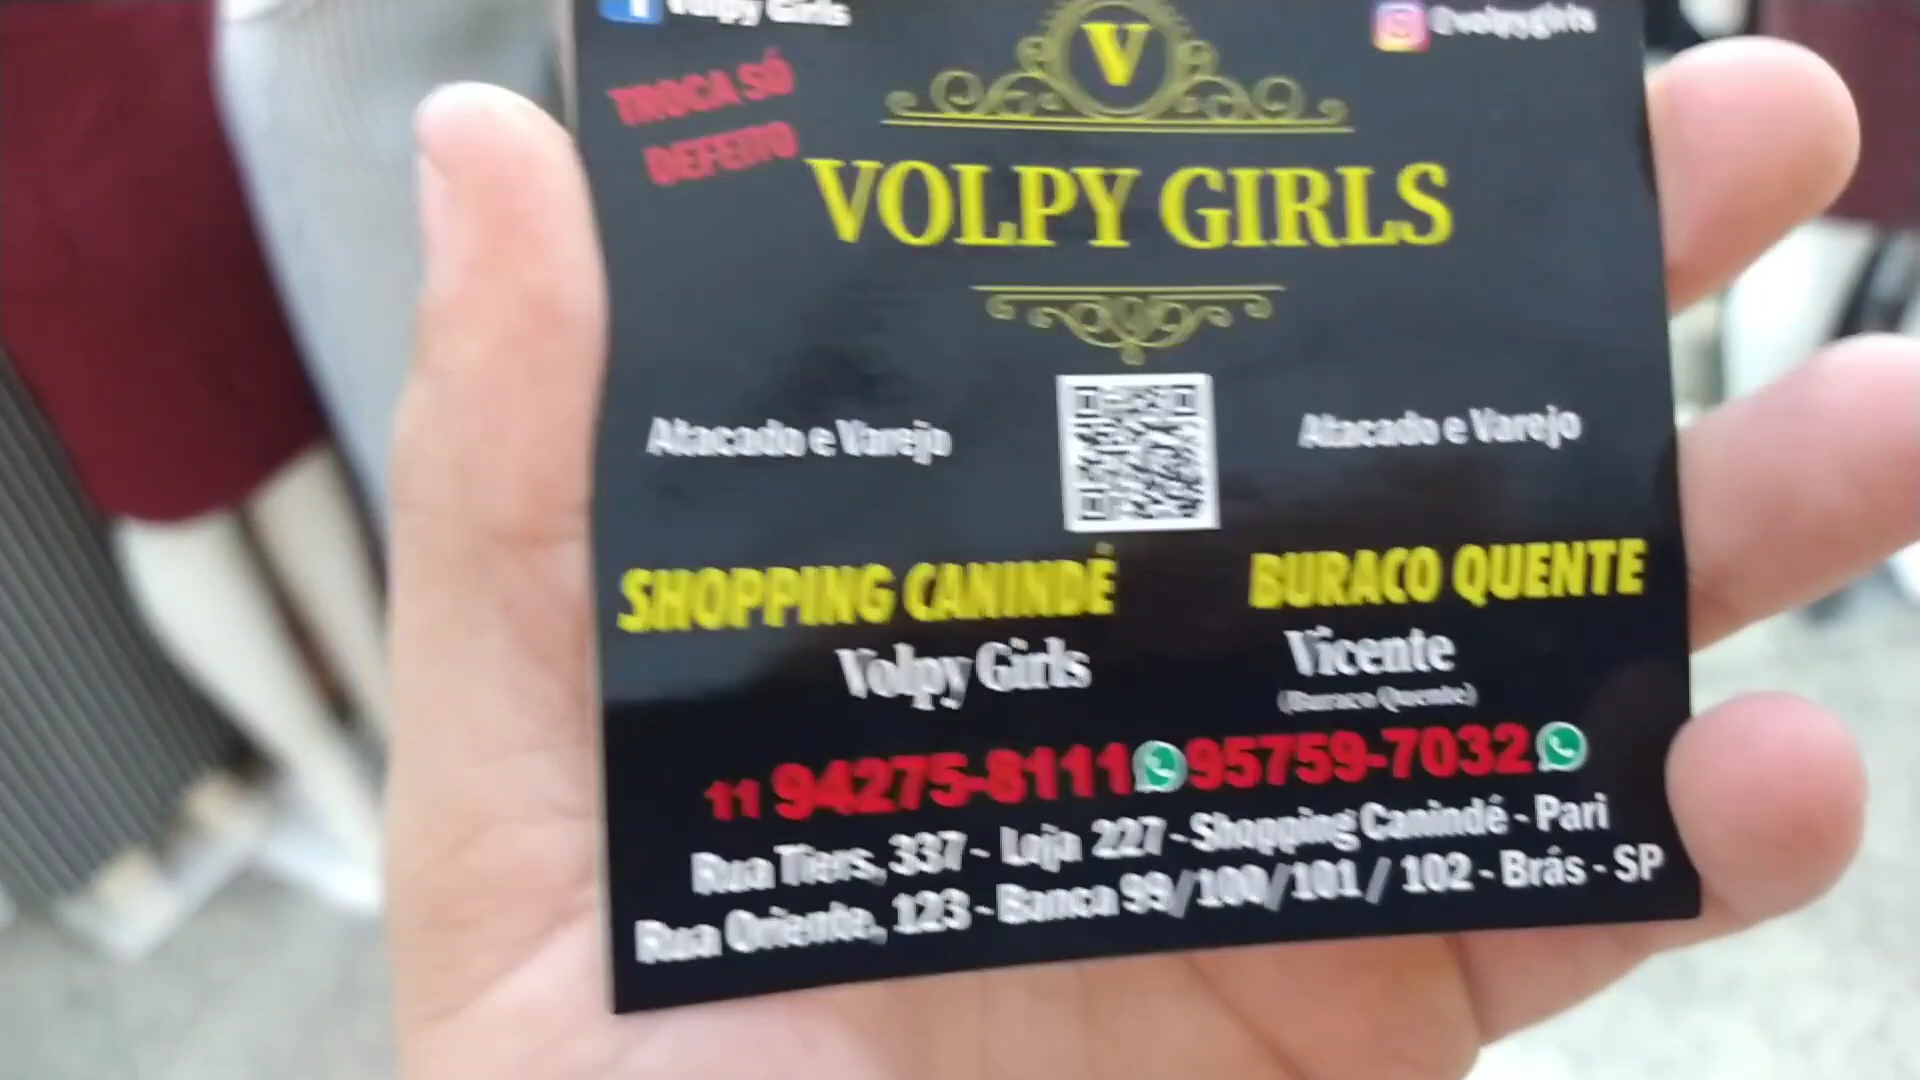 Volpy Girls
@volpygirls
TROCA SÓ
DEFEITO
V
VOLPY GIRLS
Atacado e Varejo
Atacado e Varejo
SHOPPING CANINDÉ
BURACO QUENTE
Volpy Girls
Vicente
(Buraco Quente)
11 94275-8111 95759-7032
Rua Tiers, 337 - Loja 227 - Shopping Canindé - Pari
Rua Oriente, 123 - Banca 99/100/101/ 102 - Brás - SP